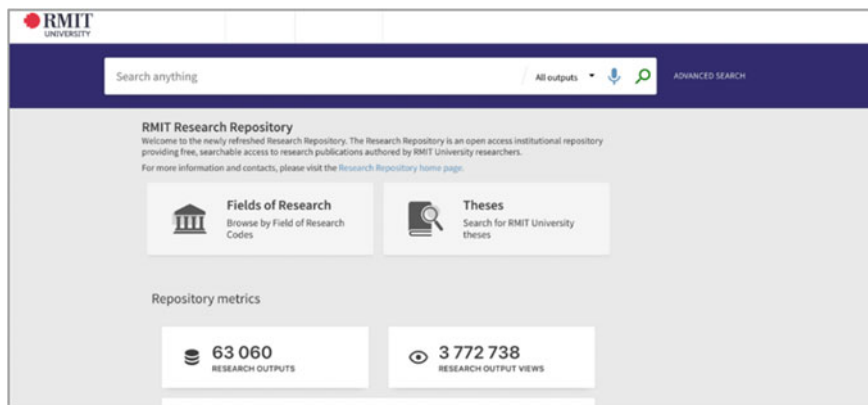 RMIT
UNIVERSITY
Search anything
All outputs
ADVANCED SEARCH
RMIT Research Repository
Welcome to the newly refreshed Research Repository. The Research Repository is an open access institutional repository
providing free, searchable access to research publications authored by RMIT University researchers.
For more information and contacts, please visit the Research Repository home page.
Fields of Research
Browse by Field of Research
Codes
Theses
Search for RMIT University
theses
Repository metrics
63 060
RESEARCH OUTPUTS
3 772 738
RESEARCH OUTPUT VIEWS